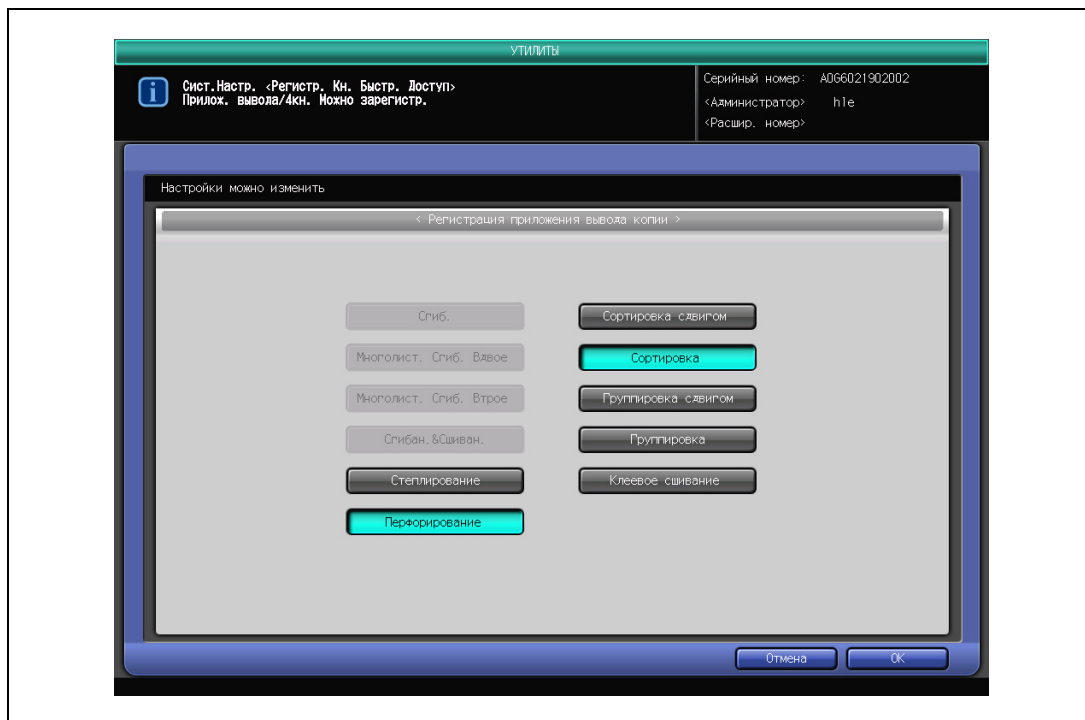 УТИЛИТЫ
Сист.Настр. <Регистр. Кн. Быстр. Доступ>
Прилож. вывода/4кн. Можно зарегистр.
Серийный номер: A0G6021902002
<Администратор> hle
<Расшир. номер>
Настройки можно изменить
< Регистрация приложения вывода копии >
Сгиб.
Многолист. Сгиб. Вдвое
Многолист. Сгиб. Втрое
Сгибан.&Сшиван.
Степлирование
Перфорирование
Сортировка сдвигом
Сортировка
Группировка сдвигом
Группировка
Клеевое сшивание
Отмена
OK